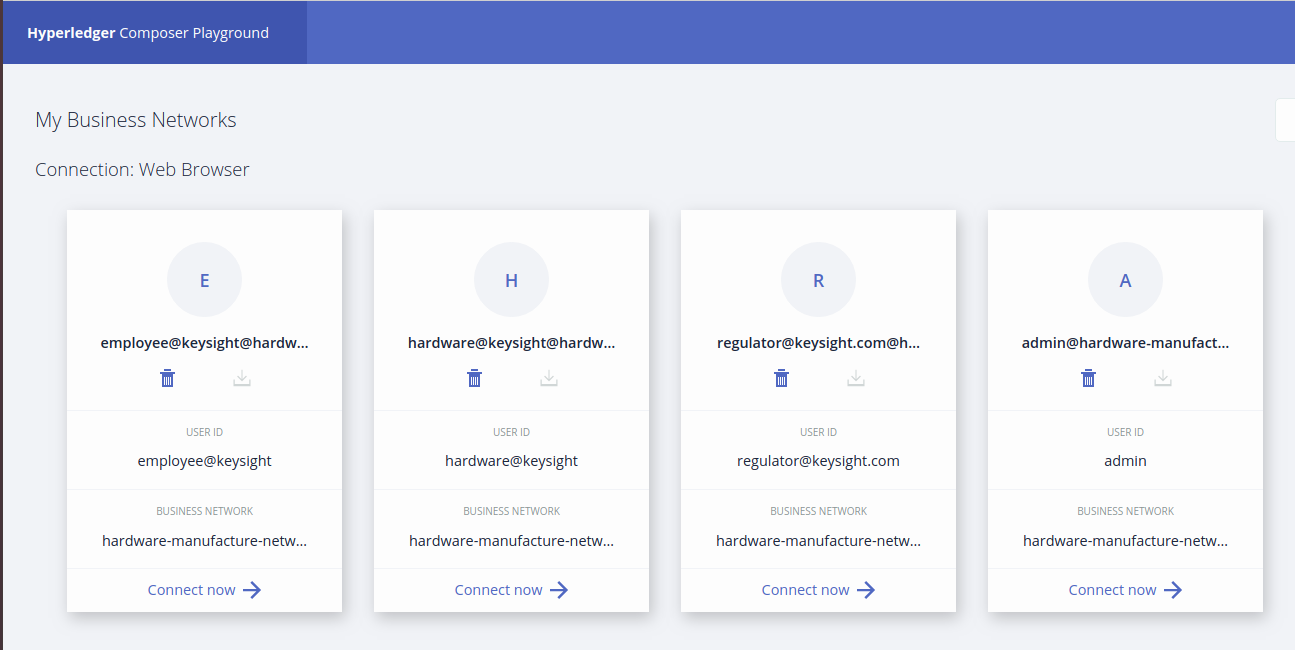 Hyperledger Composer Playground
My Business Networks
Connection: Web Browser
E
employee@keysight@hardw...
USER ID
employee@keysight
BUSINESS NETWORK
hardware-manufacture-netw...
Connect now
H
hardware@keysight@hardw...
USER ID
hardware@keysight
BUSINESS NETWORK
hardware-manufacture-netw...
Connect now
R
regulator@keysight.com@h...
USER ID
regulator@keysight.com
BUSINESS NETWORK
hardware-manufacture-netw...
Connect now
A
admin@hardware-manufact...
USER ID
admin
BUSINESS NETWORK
hardware-manufacture-netw...
Connect now